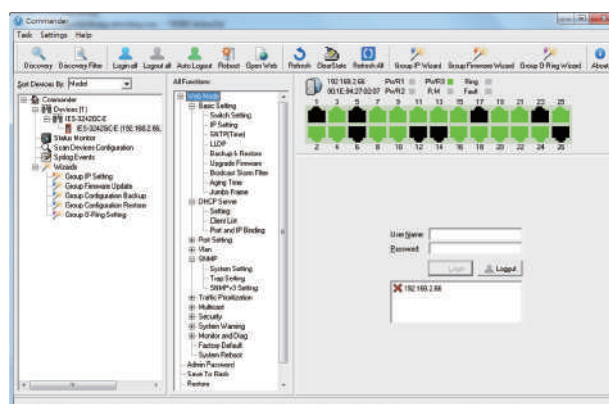 Commander
Task Settings Help
Discovery Discovery Filter Login all Logout all Auto Logout Reboot Open Web Refresh Clear State Refresh All Group IP Wizard Group Firmware Wizard Group O-Ring Wizard About
Sort Devices By: Model
Commander
Devices (1)
IES-3242GC-E
IES-3242GC-E (192.168.2.66,
Status Monitor
Scan Devices Configuration
Syslog Events
Wizards
Group IP Setting
Group Firmware Update
Group Configuration Backup
Group Configuration Restore
Group O-Ring Setting
All Functions:
Web Mode
Basic Setting
Switch Setting
IP Setting
SNTP(Time)
LLDP
Backup & Restore
Upgrade Firmware
Brodcast Storm Filter
Aging Time
Jumbo Frame
DHCP Server
Setting
Client List
Port and IP Binding
Port Setting
Vlan
SNMP
System Setting
Trap Setting
SNMPv3 Setting
Traffic Prioritization
Multicast
Security
System Warning
Monitor and Diag
Factory Default
System Reboot
Admin Password
Save To Flash
Restore
192.168.2.66 PWR1 PWR3 Ring
00:1E:94:27:02:07 PWR2 R.M Fault
1 3 5 7 9 11 13 15 17 19 21 23 25
2 4 6 8 10 12 14 16 18 20 22 24 26
User Name:
Password:
Login Logout
192.168.2.66